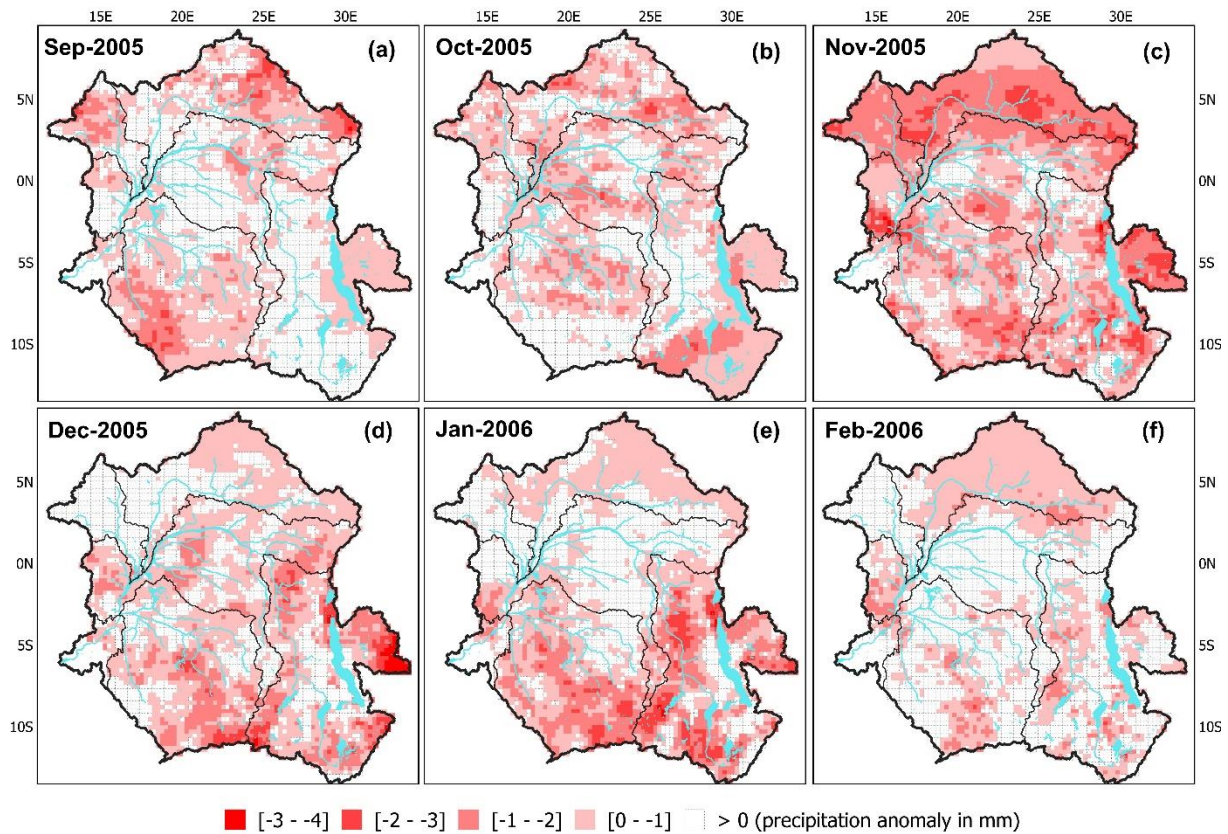 15E 20E 25E 30E 15E 20E 25E 30E 15E 20E 25E 30E
Sep-2005 (a) Oct-2005 (b) Nov-2005 (c)
5N 5N
0N 0N
5S 5S
10S 10S
Dec-2005 (d) Jan-2006 (e) Feb-2006 (f)
5N 5N
0N 0N
5S 5S
10S 10S
[-3 - -4] [-2 - -3] [-1 - -2] [0 - -1] > 0 (precipitation anomaly in mm)